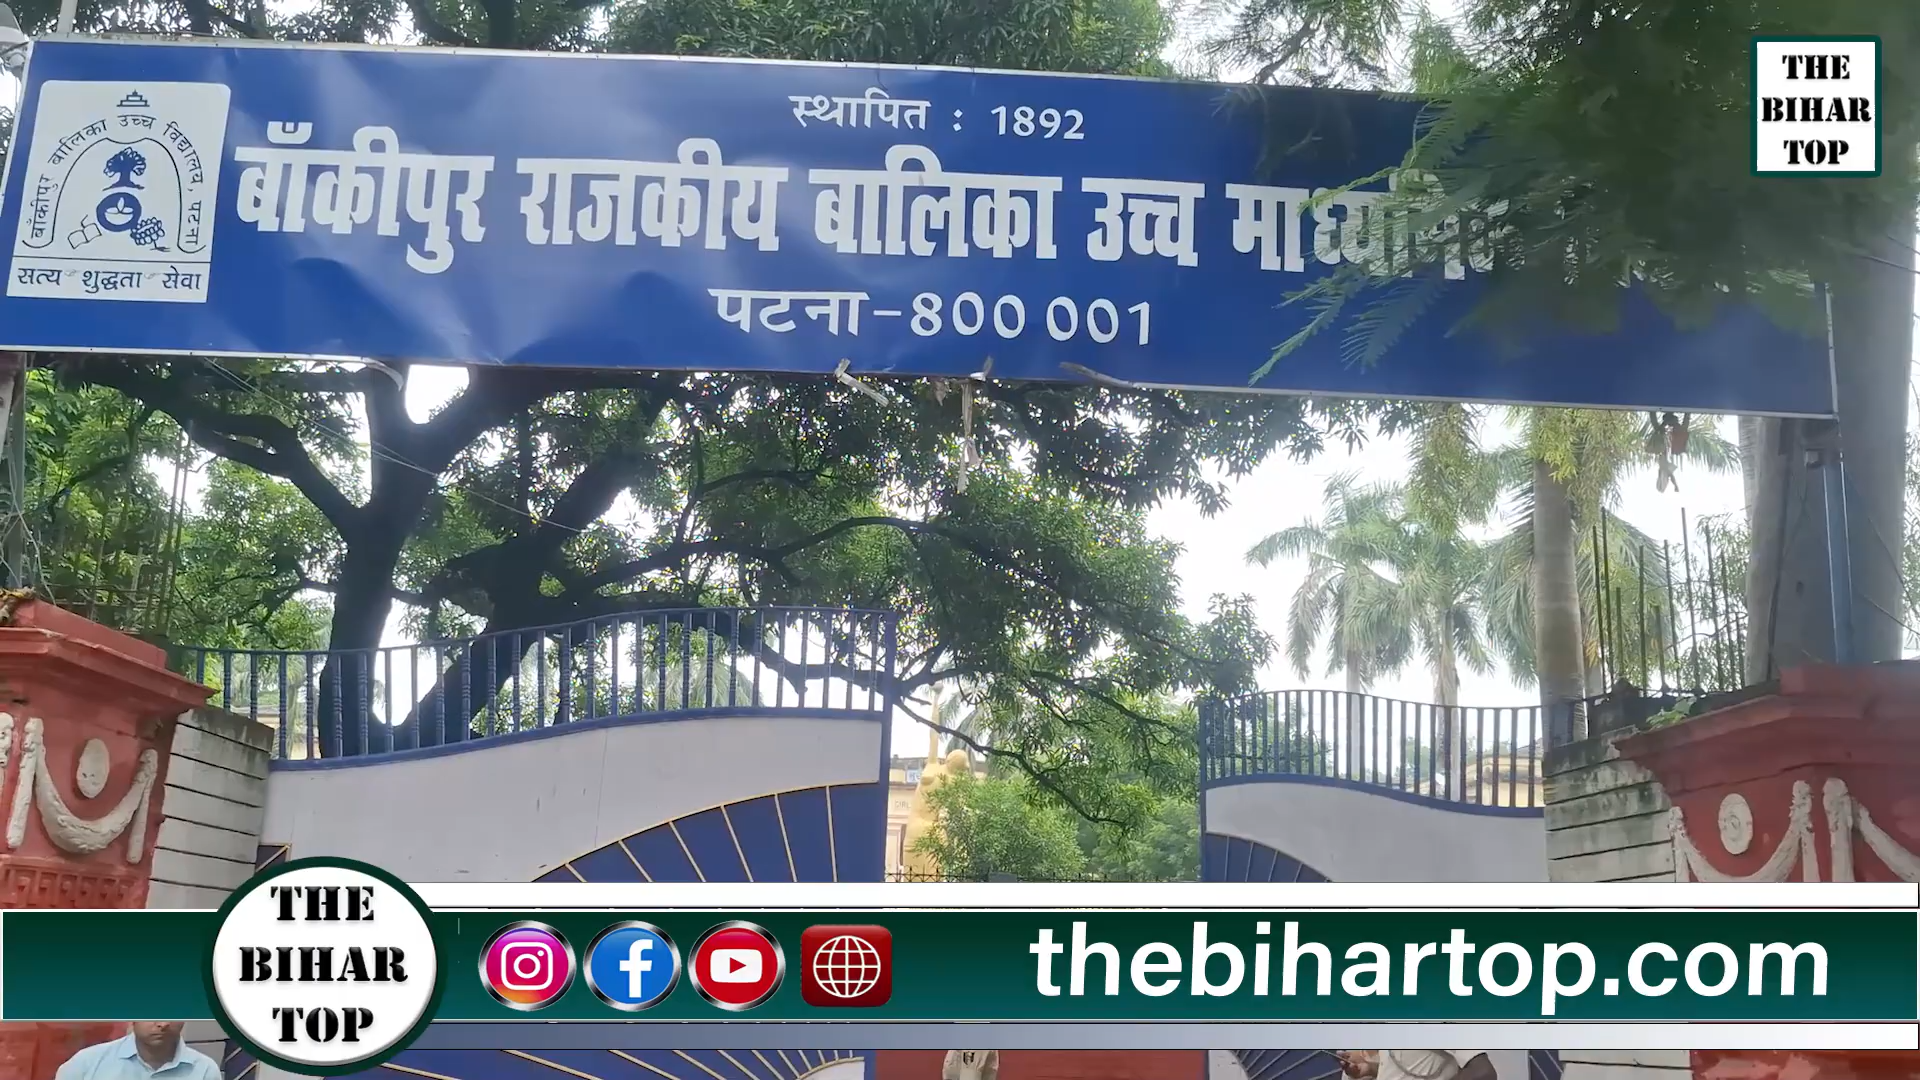 स्थापित : 1892
बाँकीपुर राजकीय बालिका उच्च माध्यमिक
पटना-800 001
बाँकीपुर बालिका उच्च विद्यालय, पटना
सत्य शुद्धता सेवा
THE
BIHAR
TOP
THE
BIHAR
TOP
thebihartop.com